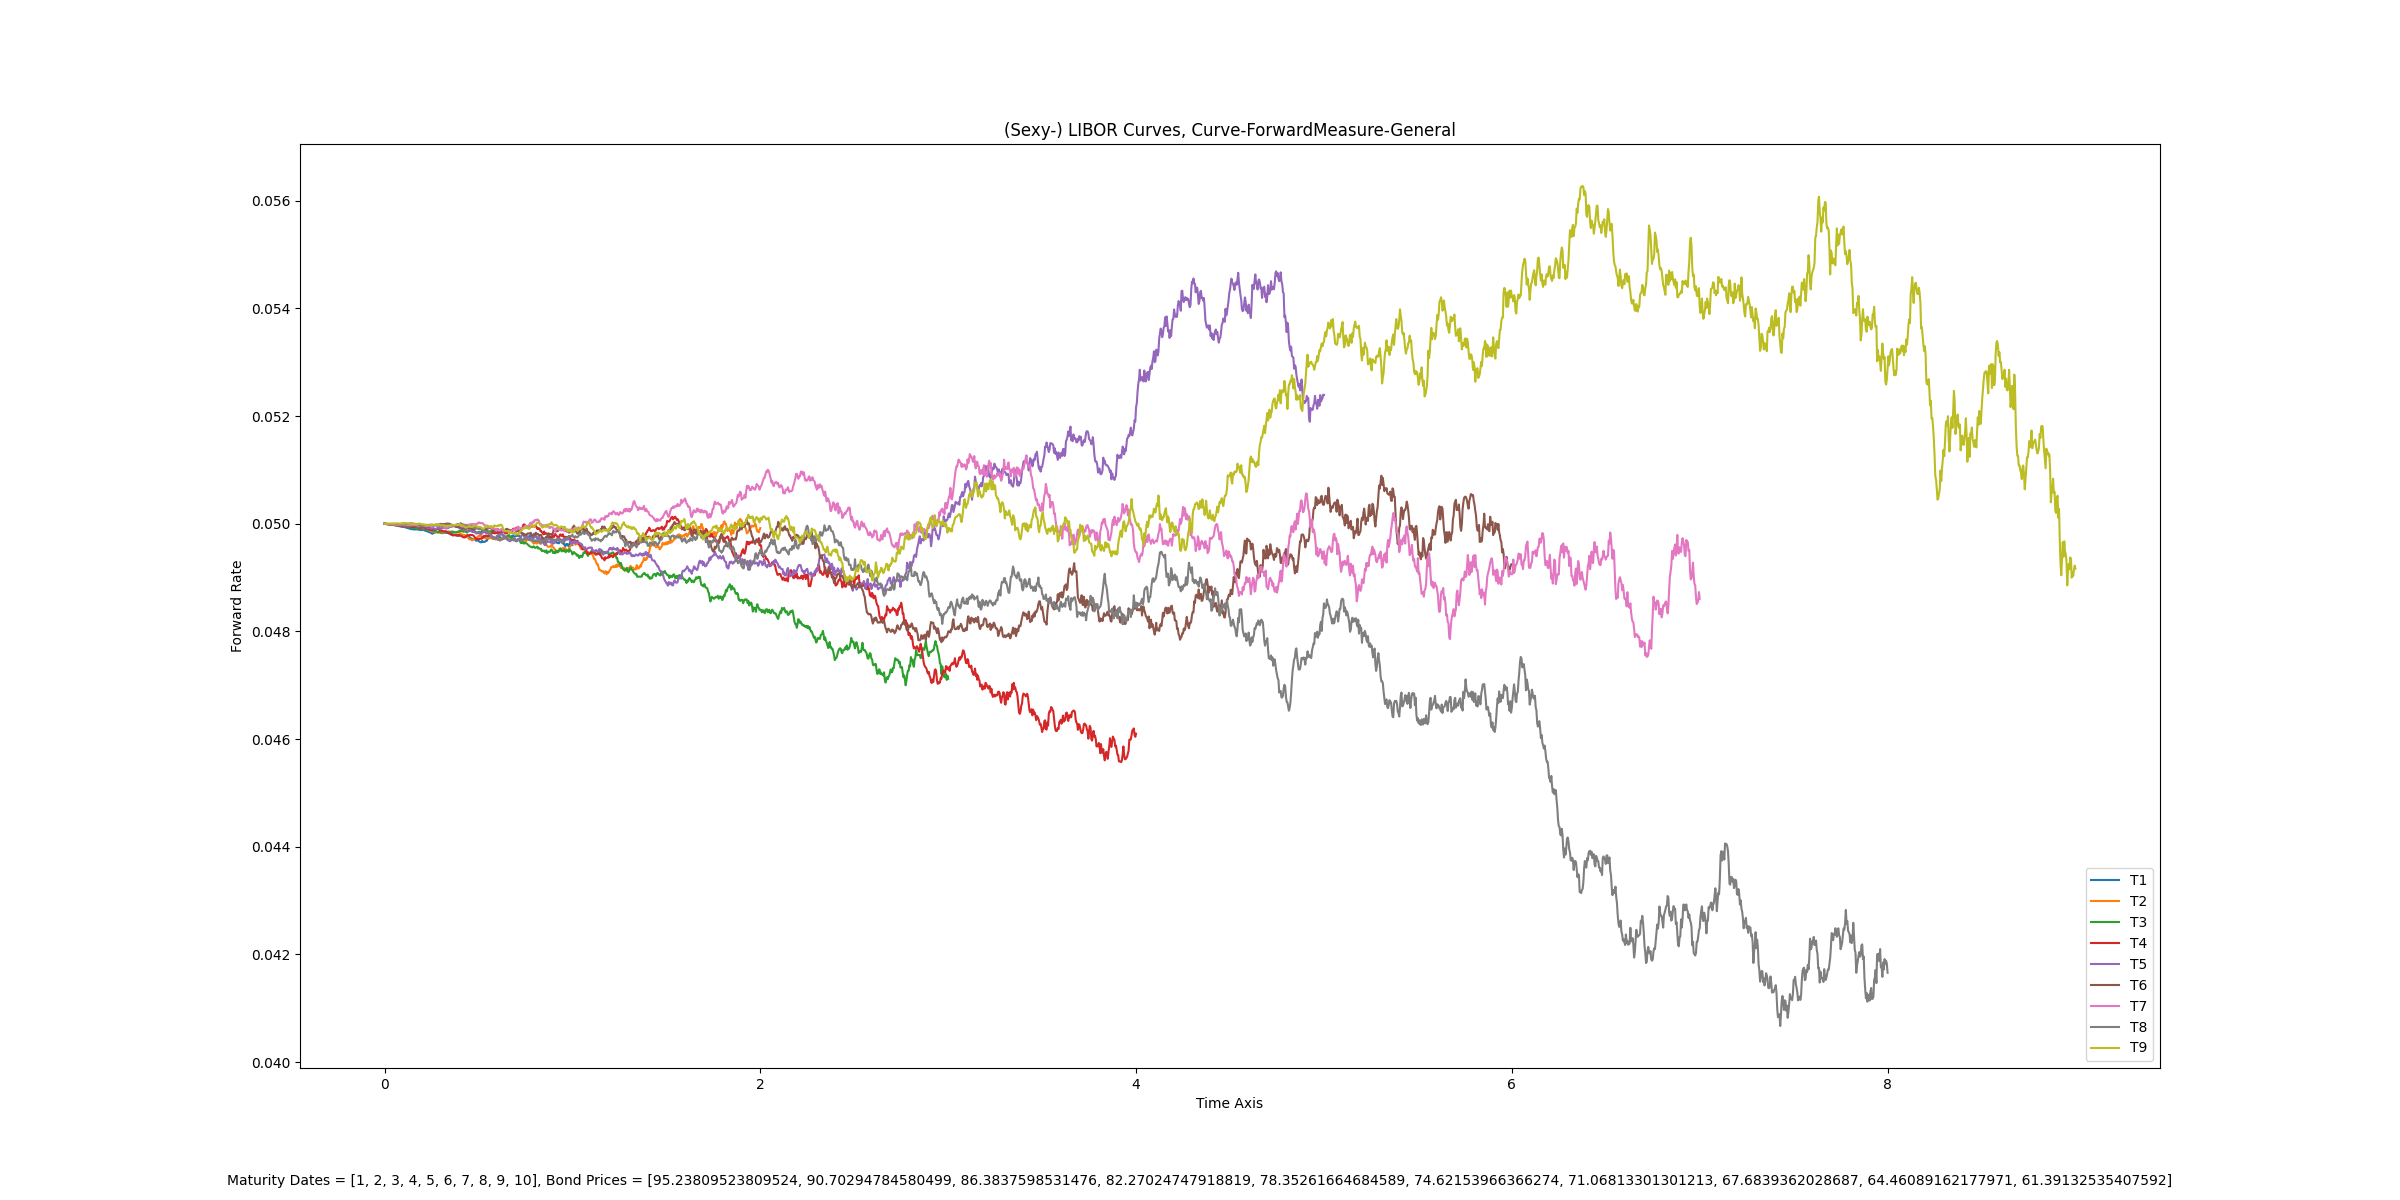 (Sexy-) LIBOR Curves, Curve-ForwardMeasure-General
0.056
0.054
0.052
0.050
0.048
0.046
0.044
0.042
0.040
Forward Rate
0
2
4
6
8
Time Axis
T1
T2
T3
T4
T5
T6
T7
T8
T9
Maturity Dates = [1, 2, 3, 4, 5, 6, 7, 8, 9, 10], Bond Prices = [95.23809523809524, 90.70294784580499, 86.3837598531476, 82.27024747918819, 78.35261664684589, 74.62153966366274, 71.06813301301213, 67.6839362028687, 64.46089162177971, 61.39132535407592]